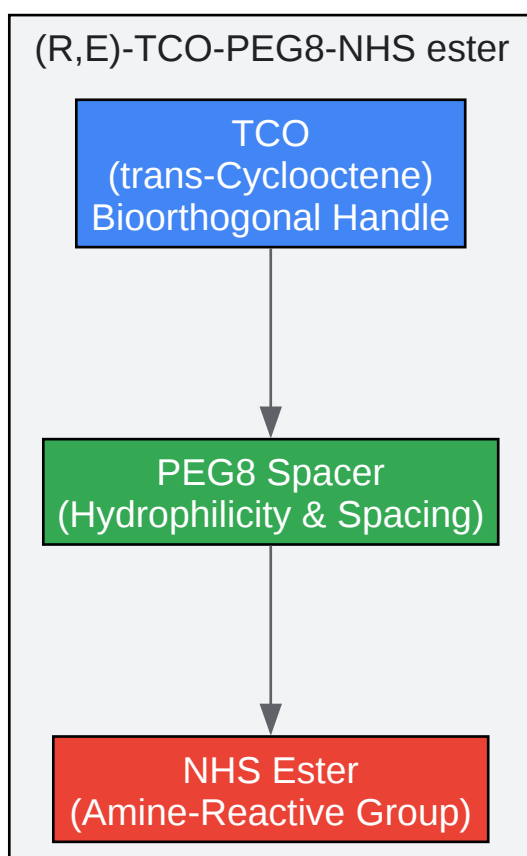 (R,E)-TCO-PEG8-NHS ester
TCO
(trans-Cyclooctene)
Bioorthogonal Handle
PEG8 Spacer
(Hydrophilicity & Spacing)
NHS Ester
(Amine-Reactive Group)